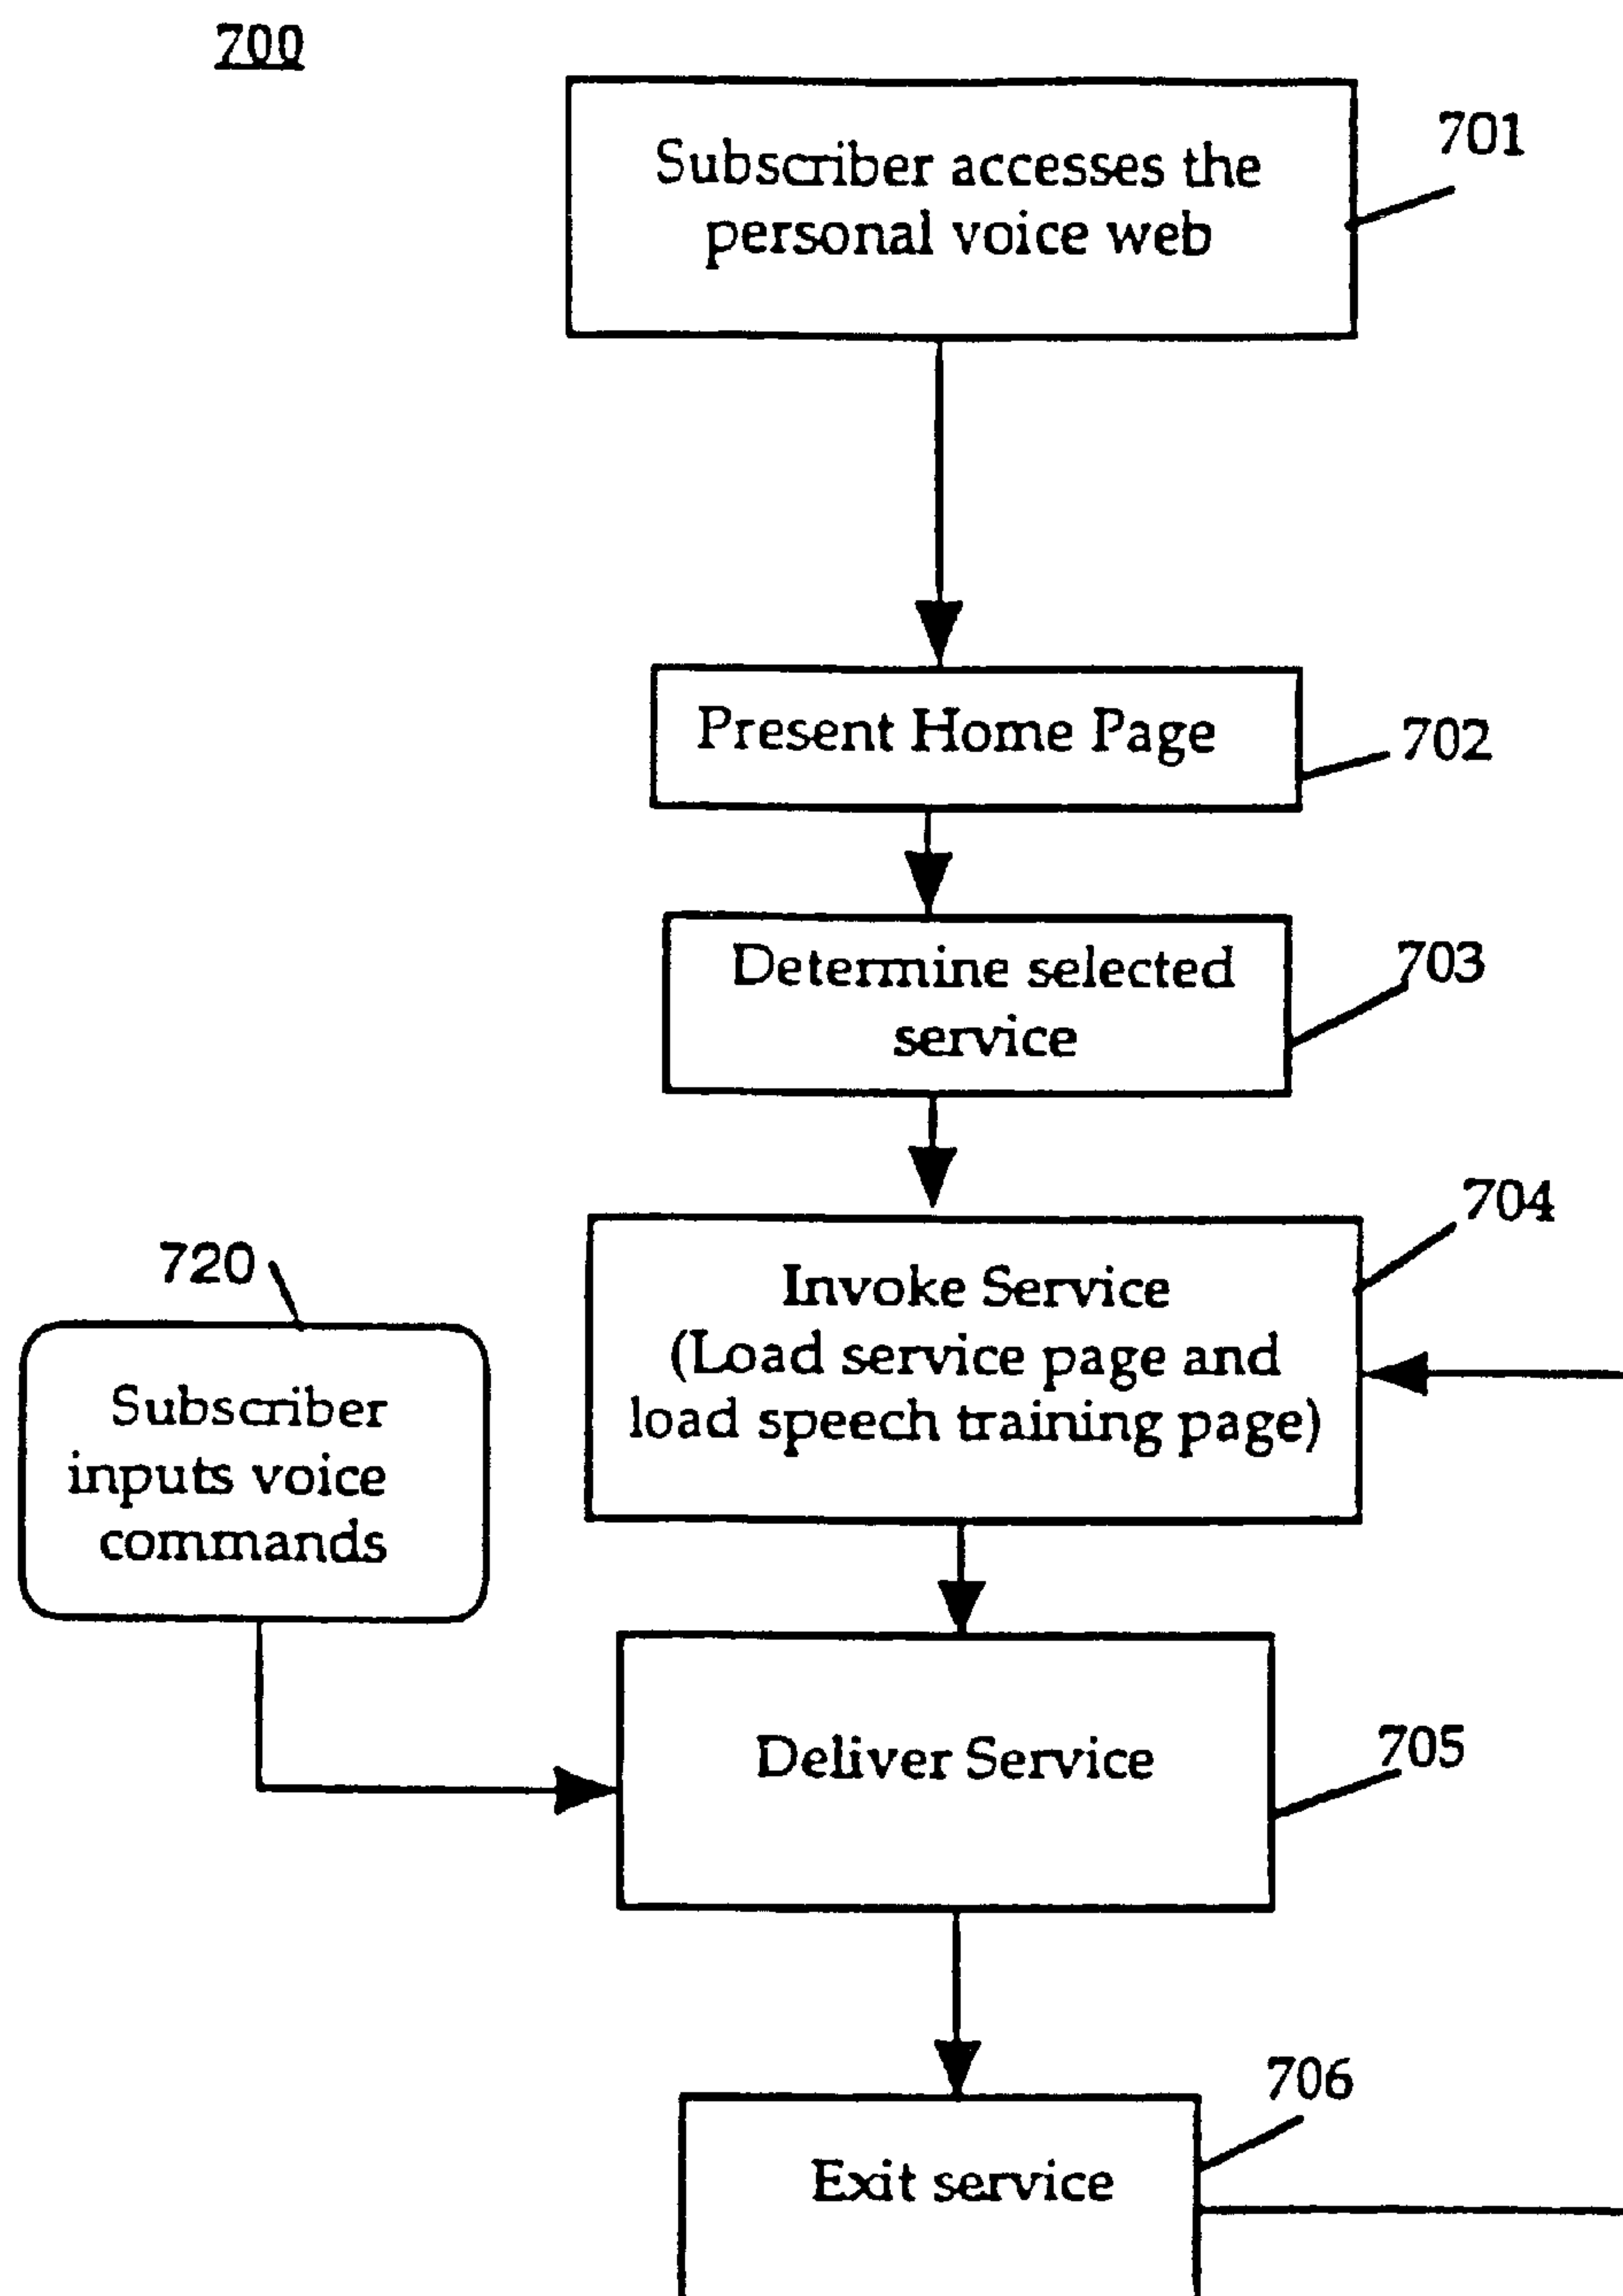 700
Subscriber accesses the
personal voice web
701
Present Home Page
702
Determine selected
service
703
Invoke Service
(Load service page and
load speech training page)
704
720
Subscriber
inputs voice
commands
Deliver Service
705
Exit service
706